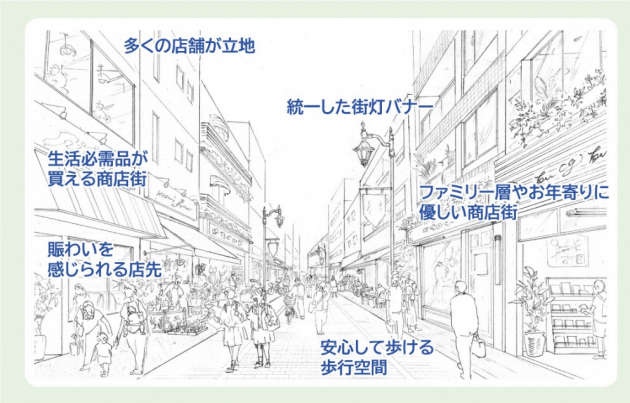 多くの店舗が立地
統一した街灯バナー
生活必需品が
買える商店街
ファミリー層やお年寄りに
優しい商店街
賑わいを
感じられる店先
安心して歩ける
歩行空間